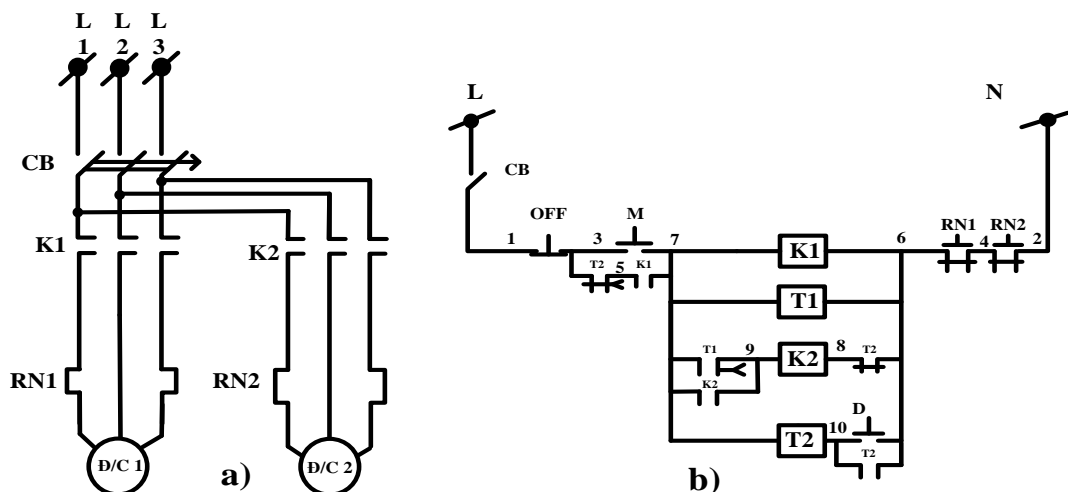 L L L
1 2 3
CB
K1 K2
RN1 RN2
Đ/C 1 Đ/C 2
a)
L N
CB
OFF M RN1 RN2
1 3 7 K1 6 4 2
T2 5 K1
T1
T1 9 K2 8 T2
K2
D
T2 10
T2
b)